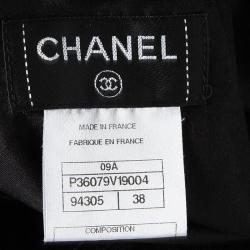 CHANEL
MADE IN FRANCE
FABRIQUE EN FRANCE
09A
P36079V19004
94305 38
COMPOSITION